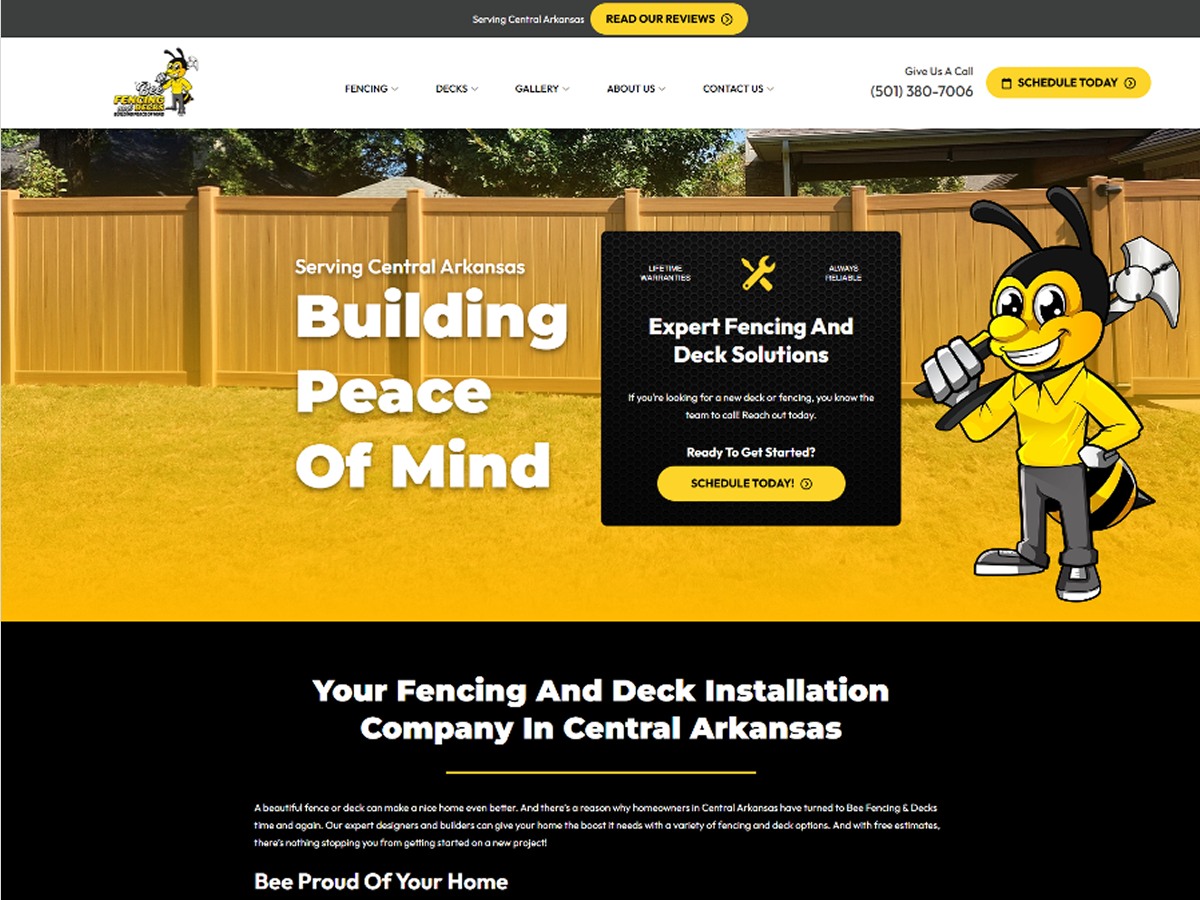 Serving Central Arkansas READ OUR REVIEWS
Bee
FENCING
and DECKS
BUILDING PEACE OF MIND
FENCING DECKS GALLERY ABOUT US CONTACT US
Give Us A Call
(501) 380-7006
SCHEDULE TODAY
Serving Central Arkansas
Building
Peace
Of Mind
LIFETIME
WARRANTIES
ALWAYS
RELIABLE
Expert Fencing And
Deck Solutions
If you're looking for a new deck or fencing, you know the
team to call! Reach out today.
Ready To Get Started?
SCHEDULE TODAY!
Your Fencing And Deck Installation
Company In Central Arkansas
A beautiful fence or deck can make a nice home even better. And there's a reason why homeowners in Central Arkansas have turned to Bee Fencing & Decks
time and again. Our expert designers and builders can give your home the boost it needs with a variety of fencing and deck options. And with free estimates,
there's nothing stopping you from getting started on a new project!
Bee Proud Of Your Home